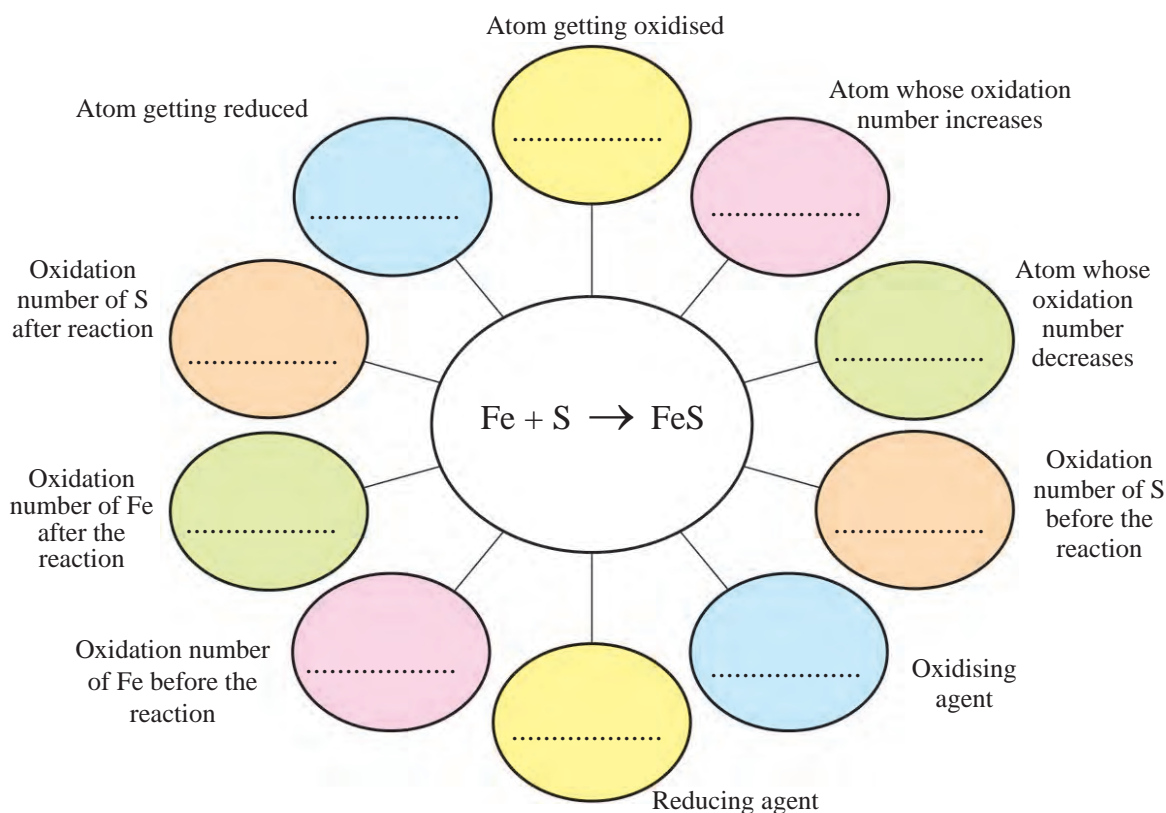 Atom getting oxidised
Atom getting reduced
Atom whose oxidation
number increases
....................
....................
....................
Oxidation
number of S
after reaction
Atom whose
oxidation
number
decreases
....................
....................
Fe + S → FeS
Oxidation
number of Fe
after the
reaction
Oxidation
number of S
before the
reaction
....................
....................
Oxidation number
of Fe before the
reaction
Oxidising
agent
....................
....................
....................
Reducing agent